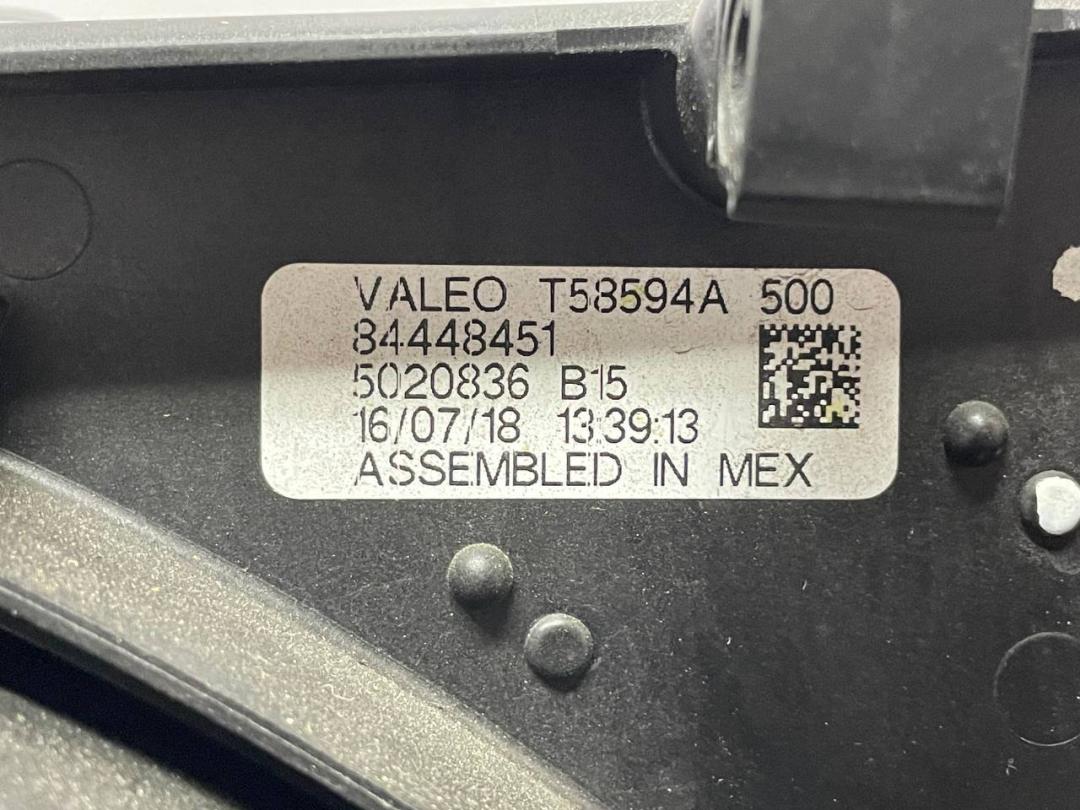 VALEO T58594A 500
84448451
5020836 B15
16/07/18 13:39:13
ASSEMBLED IN MEX